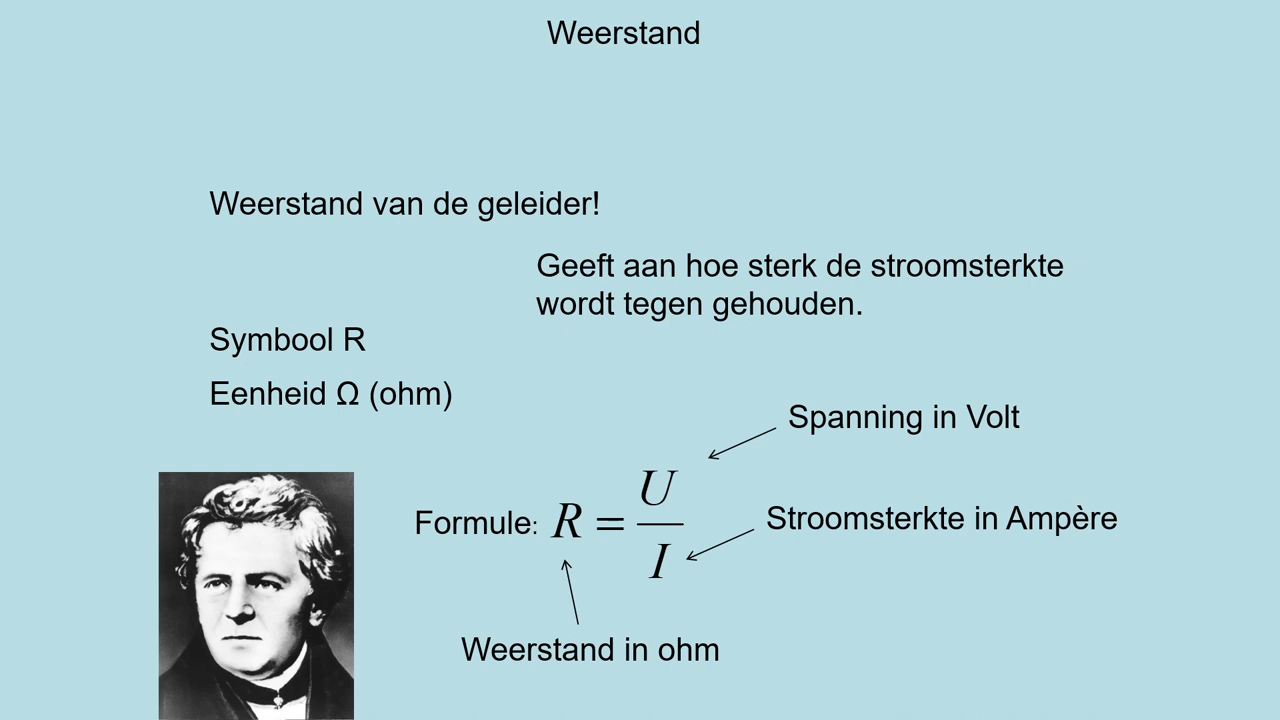 Weerstand
Weerstand van de geleider!
Geeft aan hoe sterk de stroomsterkte
wordt tegen gehouden.
Symbool R
Eenheid Ω (ohm)
Spanning in Volt
Formule: R = U / I
Stroomsterkte in Ampère
Weerstand in ohm